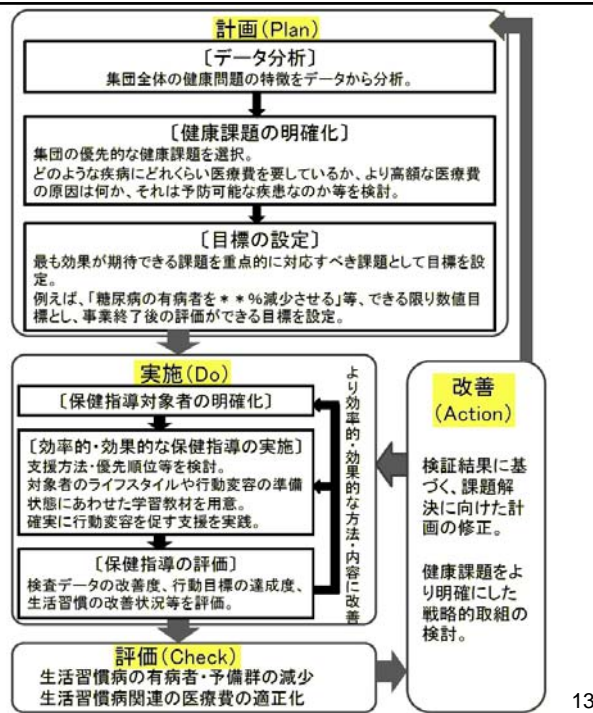 計画(Plan)
〔データ分析〕
集団全体の健康問題の特徴をデータから分析。
〔健康課題の明確化〕
集団の優先的な健康課題を選択。
どのような疾病にどれくらい医療費を要しているか、より高額な医療費
の原因は何か、それは予防可能な疾患なのか等を検討。
〔目標の設定〕
最も効果が期待できる課題を重点的に対応すべき課題として目標を設
定。
例えば、「糖尿病の有病者を**%減少させる」等、できる限り数値目
標とし、事業終了後の評価ができる目標を設定。
実施(Do)
〔保健指導対象者の明確化〕
〔効率的・効果的な保健指導の実施〕
支援方法・優先順位等を検討。
対象者のライフスタイルや行動変容の準備
状態にあわせた学習教材を用意。
確実に行動変容を促す支援を実践。
〔保健指導の評価〕
検査データの改善度、行動目標の達成度、
生活習慣の改善状況等を評価。
より効率的・効果的な方法・内容に改善
評価(Check)
生活習慣病の有病者・予備群の減少
生活習慣病関連の医療費の適正化
改善
(Action)
検証結果に基
づく、課題解
決に向けた計
画の修正。
健康課題をよ
り明確にした
戦略的取組の
検討。
13